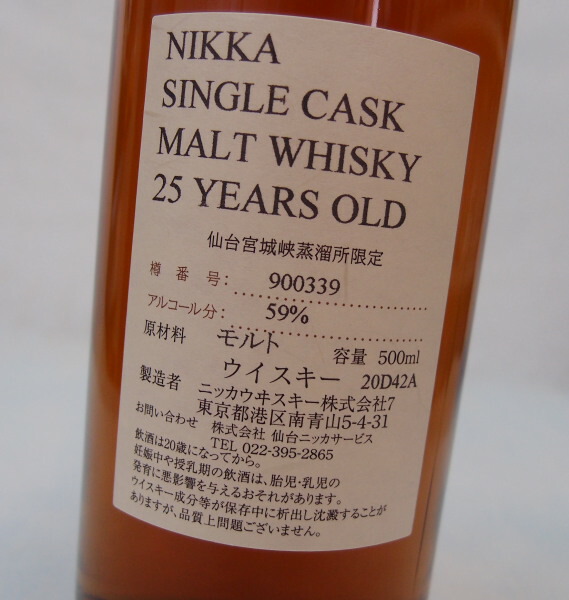 NIKKA
SINGLE CASK
MALT WHISKY
25 YEARS OLD
仙台宮城峡蒸溜所限定
樽番号: 900339
アルコール分: 59%
原材料 モルト 容量 500ml
ウイスキー 20D42A
製造者 ニッカウヰスキー株式会社7
東京都港区南青山5-4-31
お問い合わせ 株式会社 仙台ニッカサービス
TEL 022-395-2865
飲酒は20歳になってから。
妊娠中や授乳期の飲酒は、胎児・乳児の
発育に悪影響を与えるおそれがあります。
ウイスキー成分等が保存中に析出し沈澱することが
ありますが、品質上問題ございません。